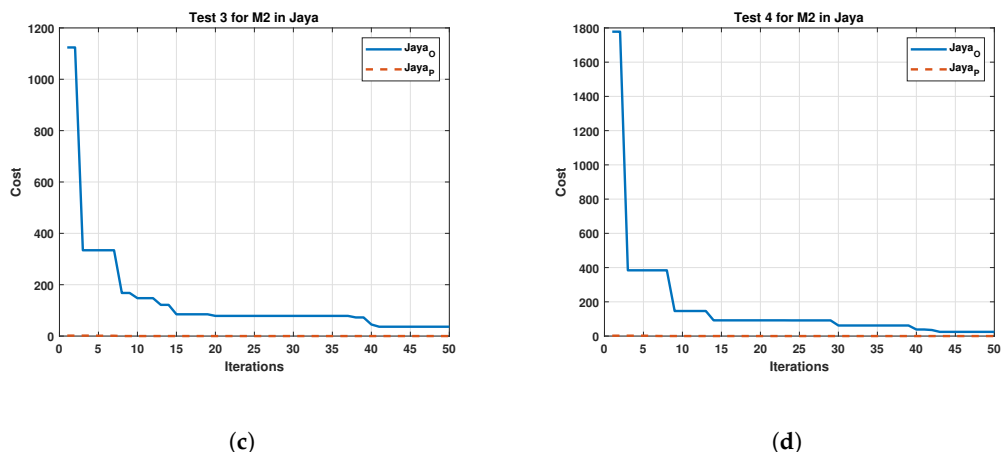 Test 3 for M2 in Jaya
1200
1000
800
600
400
200
0
Cost
0 5 10 15 20 25 30 35 40 45 50
Iterations
Jaya_O
Jaya_P
(c)
Test 4 for M2 in Jaya
1800
1600
1400
1200
1000
800
600
400
200
0
Cost
0 5 10 15 20 25 30 35 40 45 50
Iterations
Jaya_O
Jaya_P
(d)